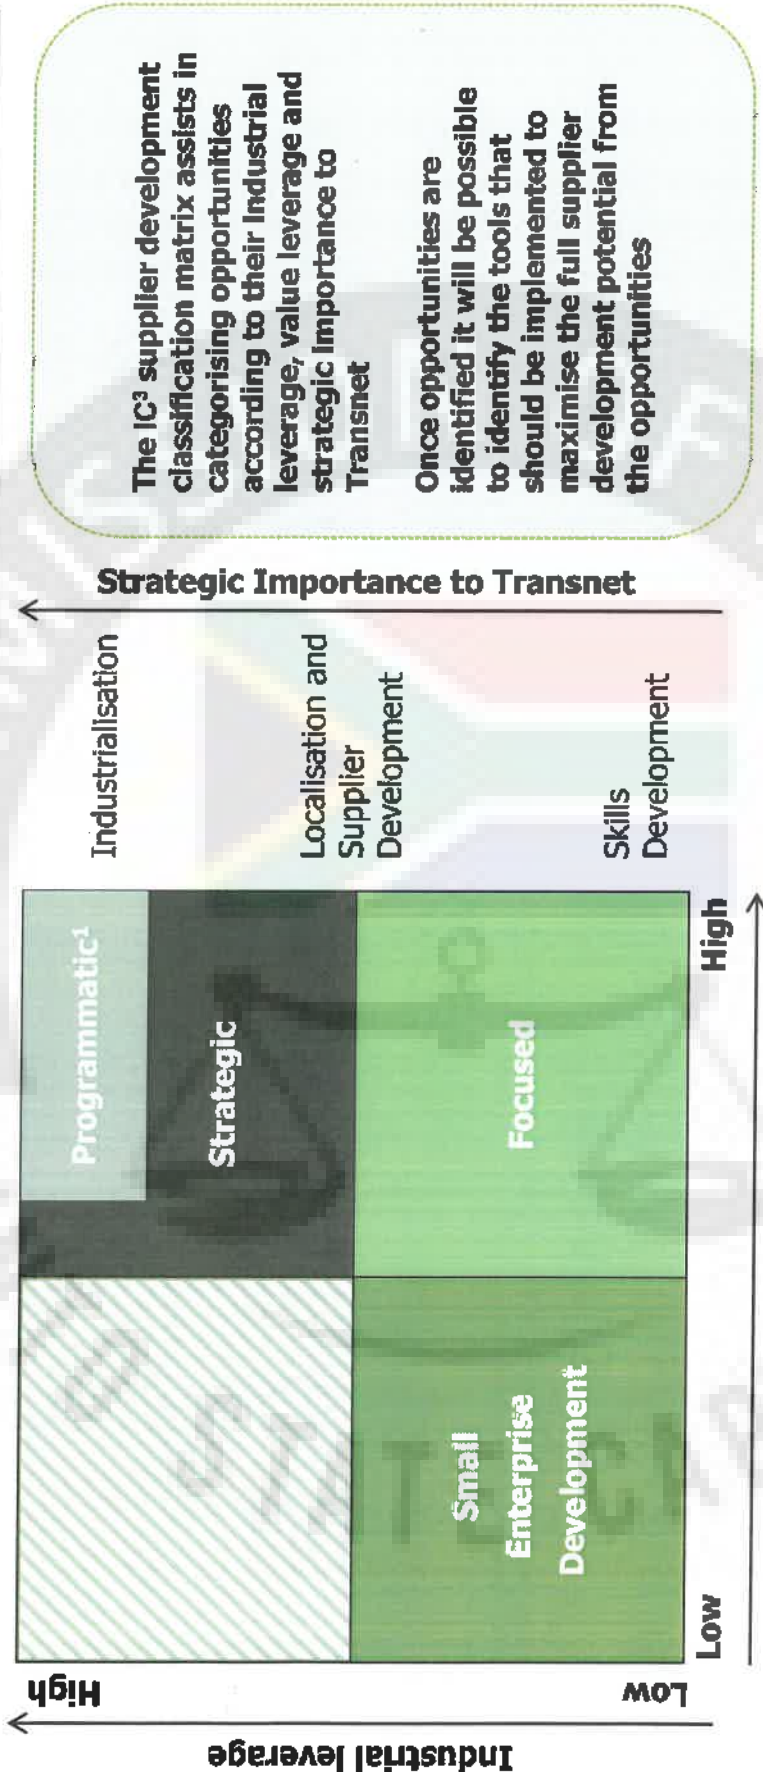 Industrial leverage
High
Low
Programmatic¹
Strategic
Small
Enterprise
Development
Focused
Low
High
Industrialisation
Localisation and
Supplier
Development
Skills
Development
Strategic Importance to Transnet
The IC³ supplier development
classification matrix assists in
categorising opportunities
according to their Industrial
leverage, value leverage and
strategic Importance to
Transnet
Once opportunities are
identified it will be possible
to identify the tools that
should be implemented to
maximise the full supplier
development potential from
the opportunities